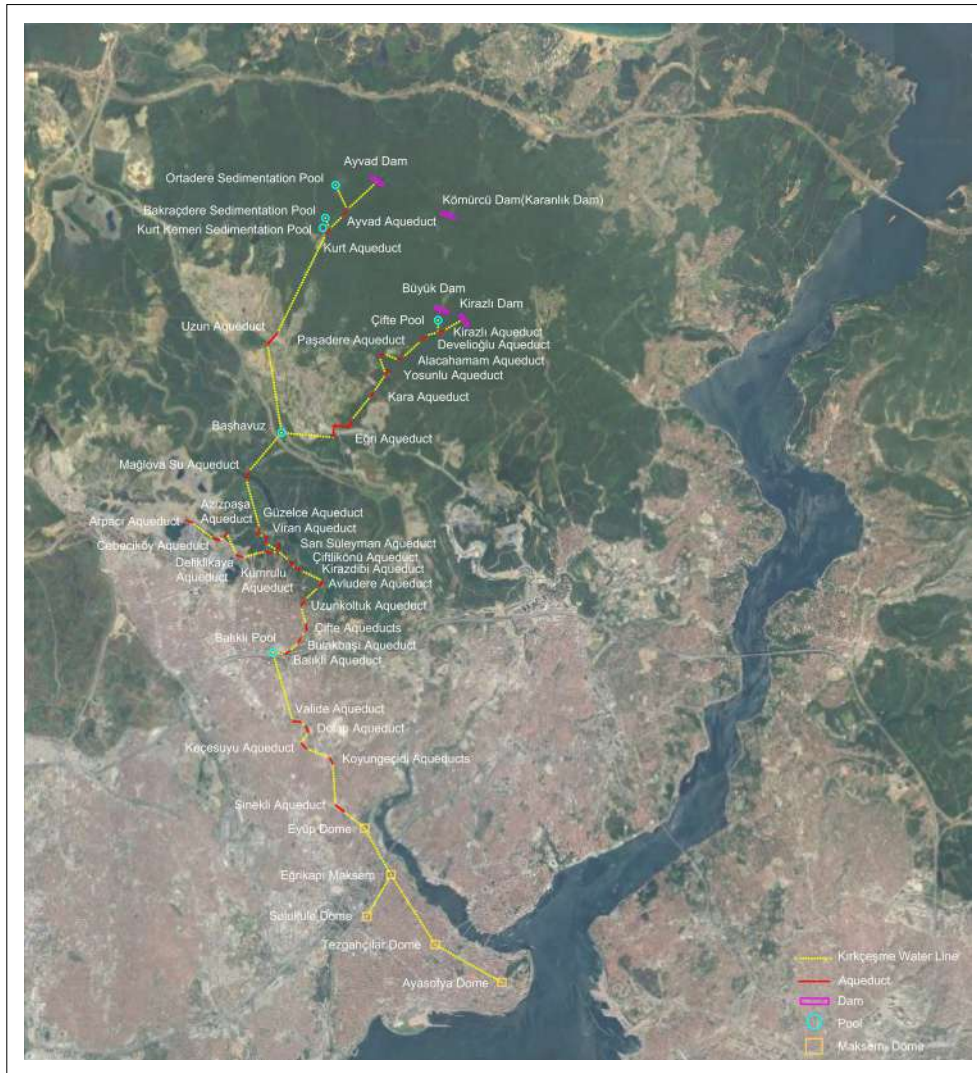 Ayvad Dam
Ortadere Sedimentation Pool
Kömürcü Dam(Karanlık Dam)
Bakraçdere Sedimentation Pool
Ayvad Aqueduct
Kurt Kemeri Sedimentation Pool
Kurt Aqueduct
Büyük Dam
Kirazlı Dam
Çifte Pool
Uzun Aqueduct
Kirazlı Aqueduct
Paşadere Aqueduct
Develioğlu Aqueduct
Alacahamam Aqueduct
Yosunlu Aqueduct
Kara Aqueduct
Başhavuz
Eğri Aqueduct
Mağlova Su Aqueduct
Azizpaşa
Aqueduct
Güzelce Aqueduct
Arpacı Aqueduct
Viran Aqueduct
Cebeciköy Aqueduct
Sarı Süleyman Aqueduct
Çiftlikönü Aqueduct
Deliklikaya
Aqueduct
Kumrulu
Aqueduct
Kirazdibi Aqueduct
Avludere Aqueduct
Uzunkoltuk Aqueduct
Çifte Aqueducts
Balıklı Pool
Burakbaşı Aqueduct
Balıklı Aqueduct
Valide Aqueduct
Dolap Aqueduct
Keçesuyu Aqueduct
Koyungeçidi Aqueducts
Sinekli Aqueduct
Eyüp Dome
Eğrikapı Maksem
Sulukule Dome
Tezgahçılar Dome
Ayasofya Dome
Kırkçeşme Water Line
Aqueduct
Dam
Pool
Maksem, Dome